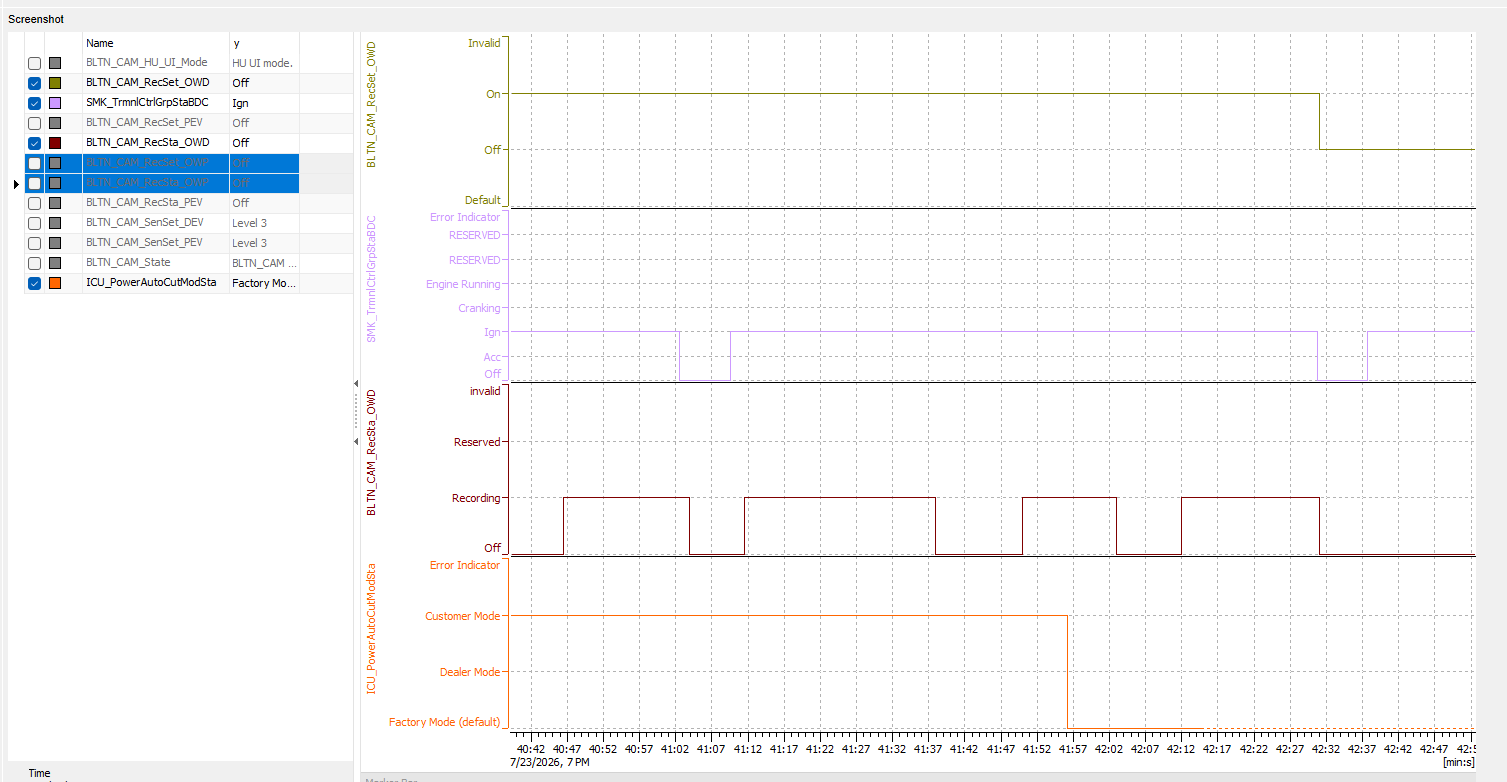 Screenshot
Name y
BLTN_CAM_HU_UI_Mode HU UI mode.
BLTN_CAM_RecSet_OWD Off
SMK_TrmnlCtrlGrpStaBDC Ign
BLTN_CAM_RecSet_PEV Off
BLTN_CAM_RecSta_OWD Off
BLTN_CAM_RecSet_OWP Off
BLTN_CAM_RecSta_OWP Off
BLTN_CAM_RecSta_PEV Off
BLTN_CAM_SenSet_DEV Level 3
BLTN_CAM_SenSet_PEV Level 3
BLTN_CAM_State BLTN_CAM ...
ICU_PowerAutoCutModSta Factory Mo...
Time
BLTN_CAM_RecSet_OWD
Invalid
On
Off
Default
SMK_TrmnlCtrlGrpStaBDC
Error Indicator
RESERVED
RESERVED
Engine Running
Cranking
Ign
Acc
Off
BLTN_CAM_RecSta_OWD
invalid
Reserved
Recording
Off
ICU_PowerAutoCutModSta
Error Indicator
Customer Mode
Dealer Mode
Factory Mode (default)
40:42 40:47 40:52 40:57 41:02 41:07 41:12 41:17 41:22 41:27 41:32 41:37 41:42 41:47 41:52 41:57 42:02 42:07 42:12 42:17 42:22 42:27 42:32 42:37 42:42 42:47
7/23/2026, 7 PM [min:s]